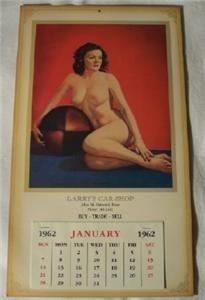 LARRY'S CAR-SHOP
Road
Phone
BUY - TRADE - SELL
1962 JANUARY 1962
SUN MON TUE WED THU FRI SAT
1 2 3 4 5 6
7 8 9 10 11 12 13
14 15 16 17 18 19 20
21 22 23 24 25 26 27
28 29 30 31